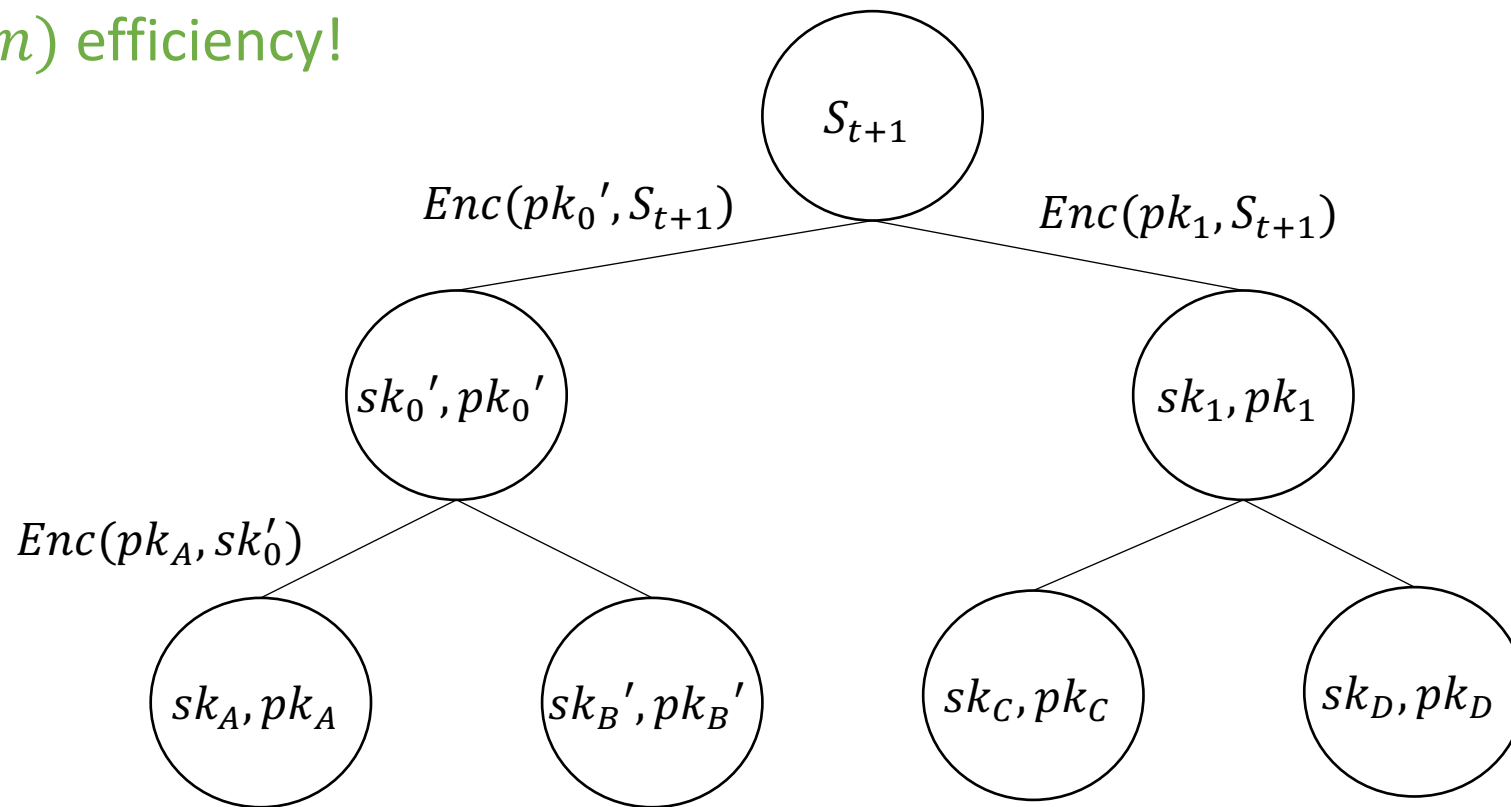 n) efficiency!
S_{t+1}
Enc(pk_0', S_{t+1})
Enc(pk_1, S_{t+1})
sk_0', pk_0'
sk_1, pk_1
Enc(pk_A, sk_0')
sk_A, pk_A
sk_B', pk_B'
sk_C, pk_C
sk_D, pk_D